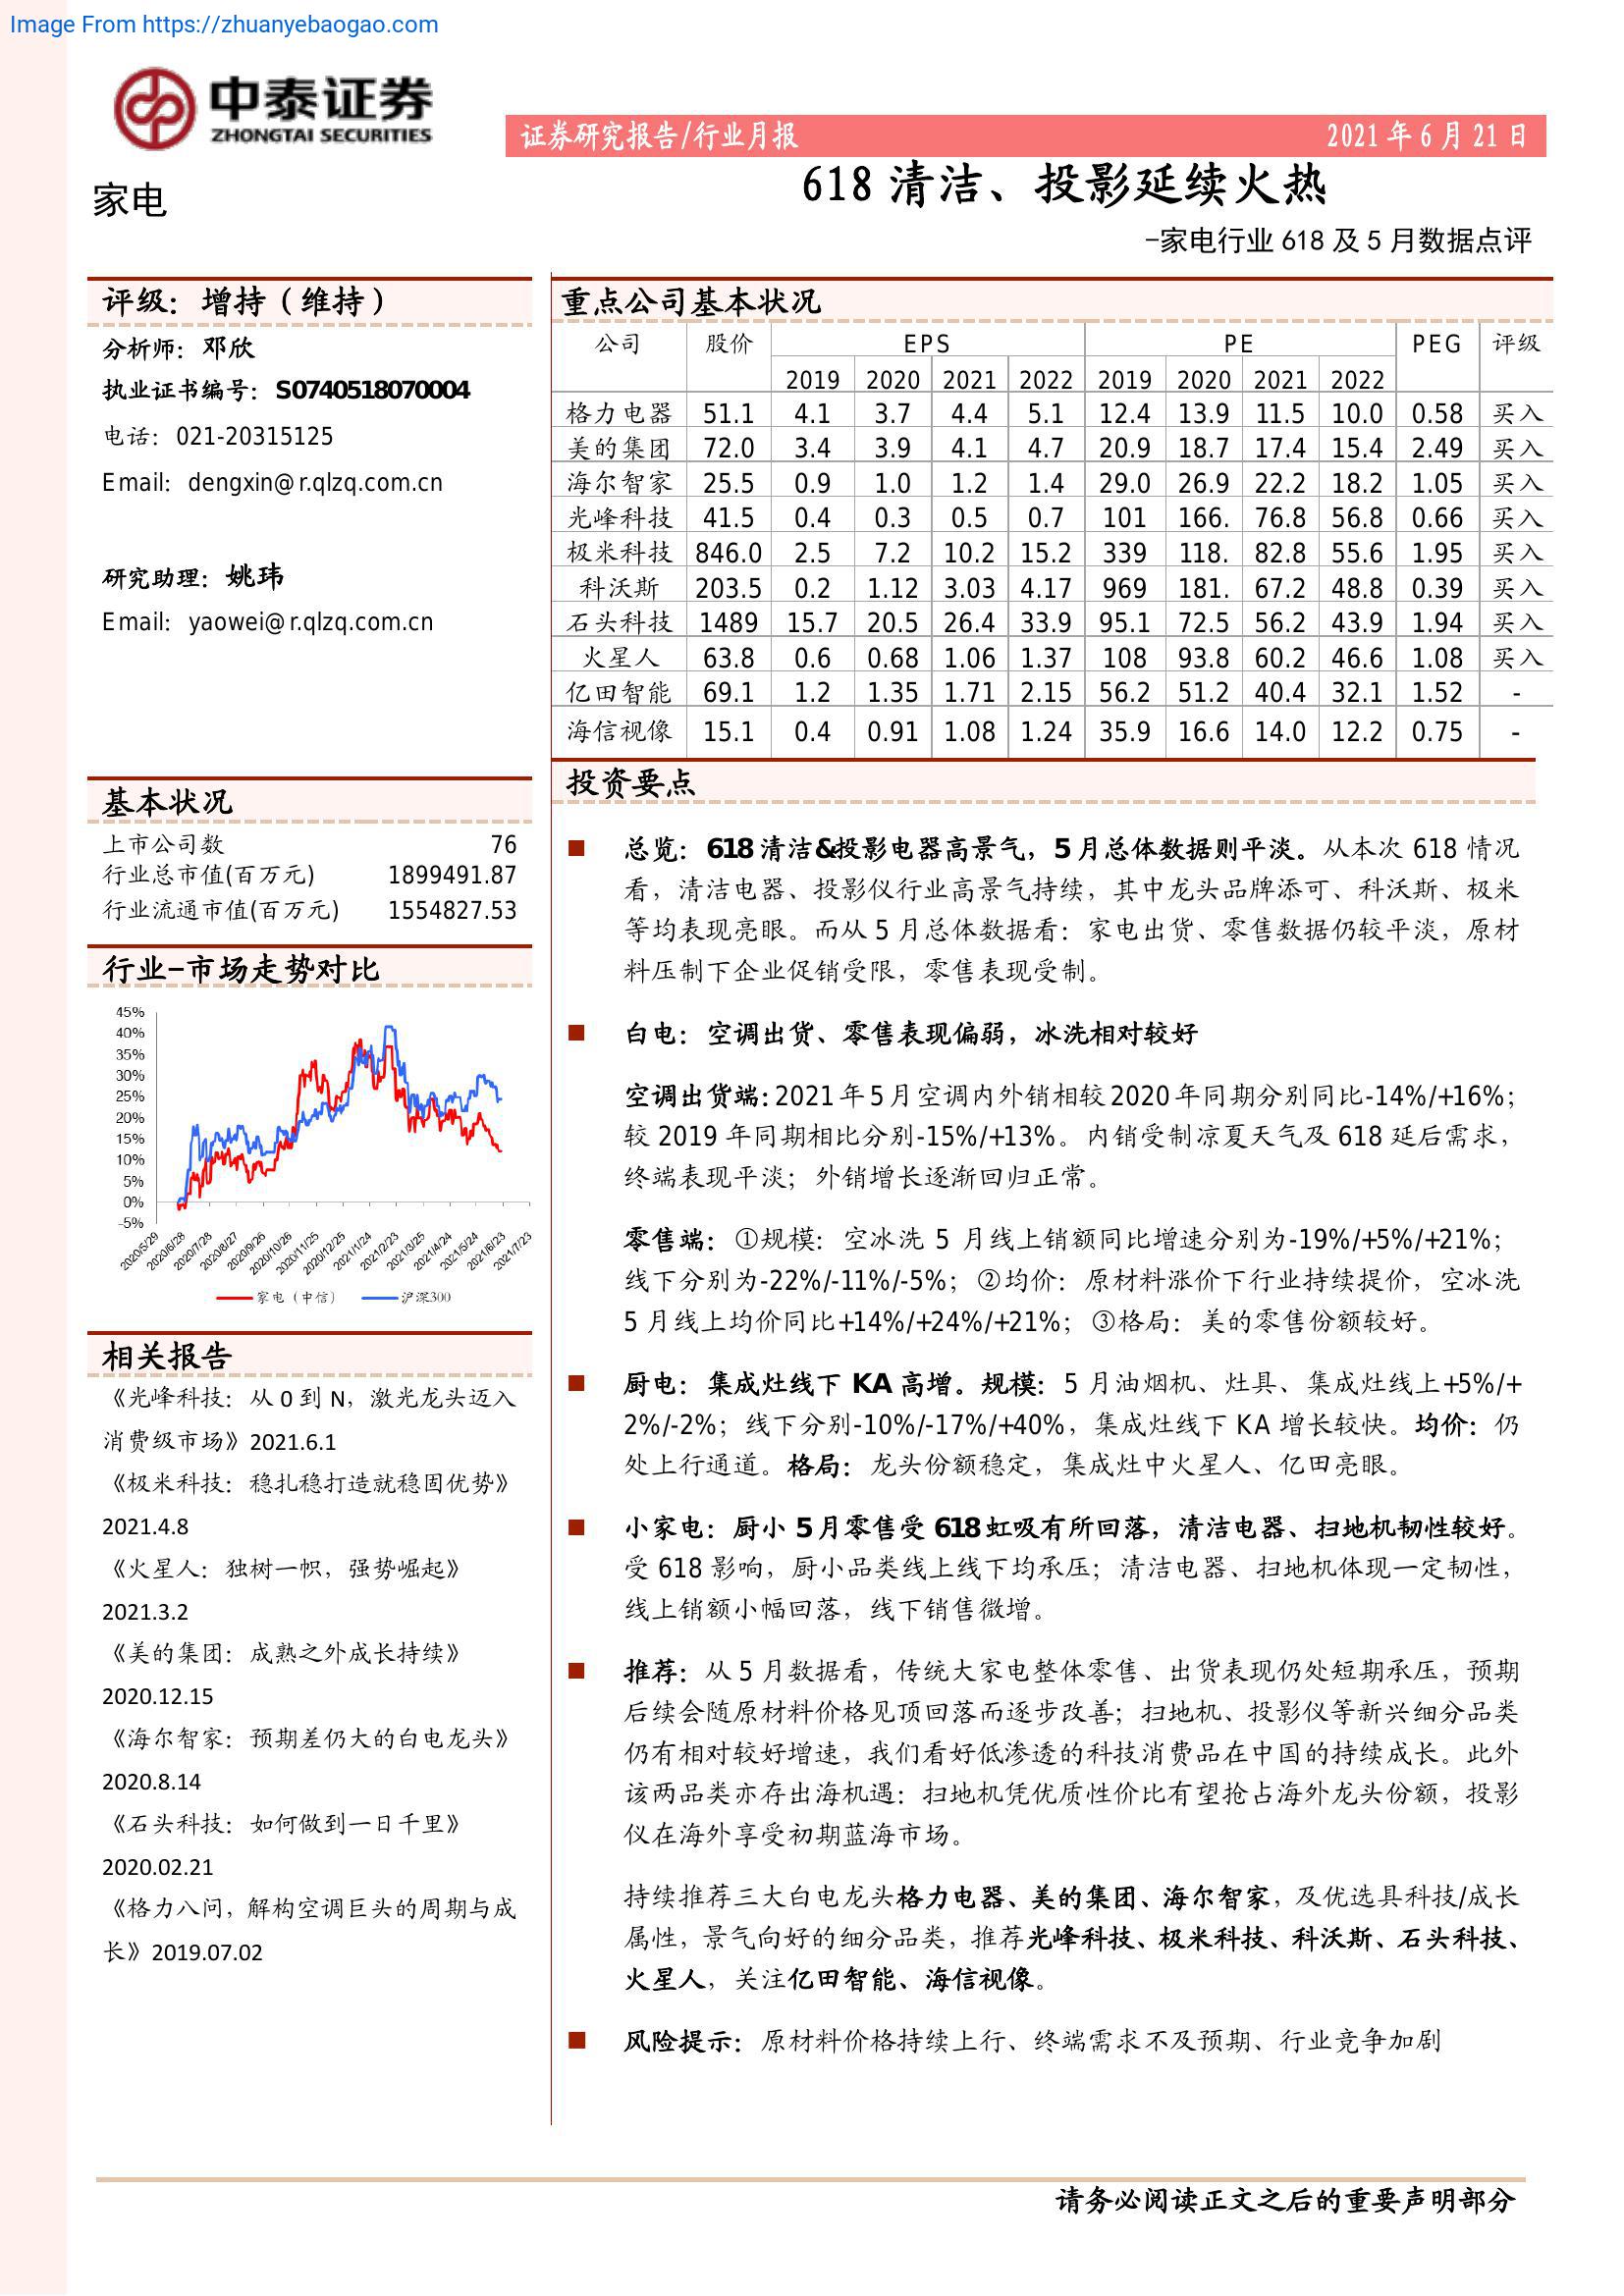 Image From https://zhuanyebaogao.com
中泰证券
ZHONGTAI SECURITIES
证券研究报告/行业月报 2021年6月21日
家电
618清洁、投影延续火热
-家电行业618及5月数据点评
评级：增持（维持）
分析师：邓欣
执业证书编号：S0740518070004
电话：021-20315125
Email：dengxin@r.qlzq.com.cn
研究助理：姚玮
Email：yaowei@r.qlzq.com.cn
基本状况
上市公司数 76
行业总市值(百万元) 1899491.87
行业流通市值(百万元) 1554827.53
行业-市场走势对比
45%
40%
35%
30%
25%
20%
15%
10%
5%
0%
-5%
2020/5/29 2020/6/28 2020/7/28 2020/8/27 2020/9/26 2020/10/26 2020/11/25 2020/12/25 2021/1/24 2021/2/23 2021/3/25 2021/4/24 2021/5/24 2021/6/23 2021/7/23
家电（中信） 沪深300
相关报告
《光峰科技：从0到N，激光龙头迈入
消费级市场》2021.6.1
《极米科技：稳扎稳打造就稳固优势》
2021.4.8
《火星人：独树一帜，强势崛起》
2021.3.2
《美的集团：成熟之外成长持续》
2020.12.15
《海尔智家：预期差仍大的白电龙头》
2020.8.14
《石头科技：如何做到一日千里》
2020.02.21
《格力八问，解构空调巨头的周期与成
长》2019.07.02
重点公司基本状况
公司 股价 EPS PE PEG 评级
2019 2020 2021 2022 2019 2020 2021 2022
格力电器 51.1 4.1 3.7 4.4 5.1 12.4 13.9 11.5 10.0 0.58 买入
美的集团 72.0 3.4 3.9 4.1 4.7 20.9 18.7 17.4 15.4 2.49 买入
海尔智家 25.5 0.9 1.0 1.2 1.4 29.0 26.9 22.2 18.2 1.05 买入
光峰科技 41.5 0.4 0.3 0.5 0.7 101 166. 76.8 56.8 0.66 买入
极米科技 846.0 2.5 7.2 10.2 15.2 339 118. 82.8 55.6 1.95 买入
科沃斯 203.5 0.2 1.12 3.03 4.17 969 181. 67.2 48.8 0.39 买入
石头科技 1489 15.7 20.5 26.4 33.9 95.1 72.5 56.2 43.9 1.94 买入
火星人 63.8 0.6 0.68 1.06 1.37 108 93.8 60.2 46.6 1.08 买入
亿田智能 69.1 1.2 1.35 1.71 2.15 56.2 51.2 40.4 32.1 1.52 -
海信视像 15.1 0.4 0.91 1.08 1.24 35.9 16.6 14.0 12.2 0.75 -
投资要点
总览：618清洁&投影电器高景气，5月总体数据则平淡。从本次618情况
看，清洁电器、投影仪行业高景气持续，其中龙头品牌添可、科沃斯、极米
等均表现亮眼。而从5月总体数据看：家电出货、零售数据仍较平淡，原材
料压制下企业促销受限，零售表现受制。
白电：空调出货、零售表现偏弱，冰洗相对较好
空调出货端：2021年5月空调内外销相较2020年同期分别同比-14%/+16%；
较2019年同期相比分别-15%/+13%。内销受制凉夏天气及618延后需求，
终端表现平淡；外销增长逐渐回归正常。
零售端：①规模：空冰洗5月线上销额同比增速分别为-19%/+5%/+21%；
线下分别为-22%/-11%/-5%；②均价：原材料涨价下行业持续提价，空冰洗
5月线上均价同比+14%/+24%/+21%；③格局：美的零售份额较好。
厨电：集成灶线下KA高增。规模：5月油烟机、灶具、集成灶线上+5%/+
2%/-2%；线下分别-10%/-17%/+40%，集成灶线下KA增长较快。均价：仍
处上行通道。格局：龙头份额稳定，集成灶中火星人、亿田亮眼。
小家电：厨小5月零售受618虹吸有所回落，清洁电器、扫地机韧性较好。
受618影响，厨小品类线上线下均承压；清洁电器、扫地机体现一定韧性，
线上销额小幅回落，线下销售微增。
推荐：从5月数据看，传统大家电整体零售、出货表现仍处短期承压，预期
后续会随原材料价格见顶回落而逐步改善；扫地机、投影仪等新兴细分品类
仍有相对较好增速，我们看好低渗透的科技消费品在中国的持续成长。此外
该两品类亦存出海机遇：扫地机凭优质性价比有望抢占海外龙头份额，投影
仪在海外享受初期蓝海市场。
持续推荐三大白电龙头格力电器、美的集团、海尔智家，及优选具科技/成长
属性，景气向好的细分品类，推荐光峰科技、极米科技、科沃斯、石头科技、
火星人，关注亿田智能、海信视像。
风险提示：原材料价格持续上行、终端需求不及预期、行业竞争加剧
请务必阅读正文之后的重要声明部分